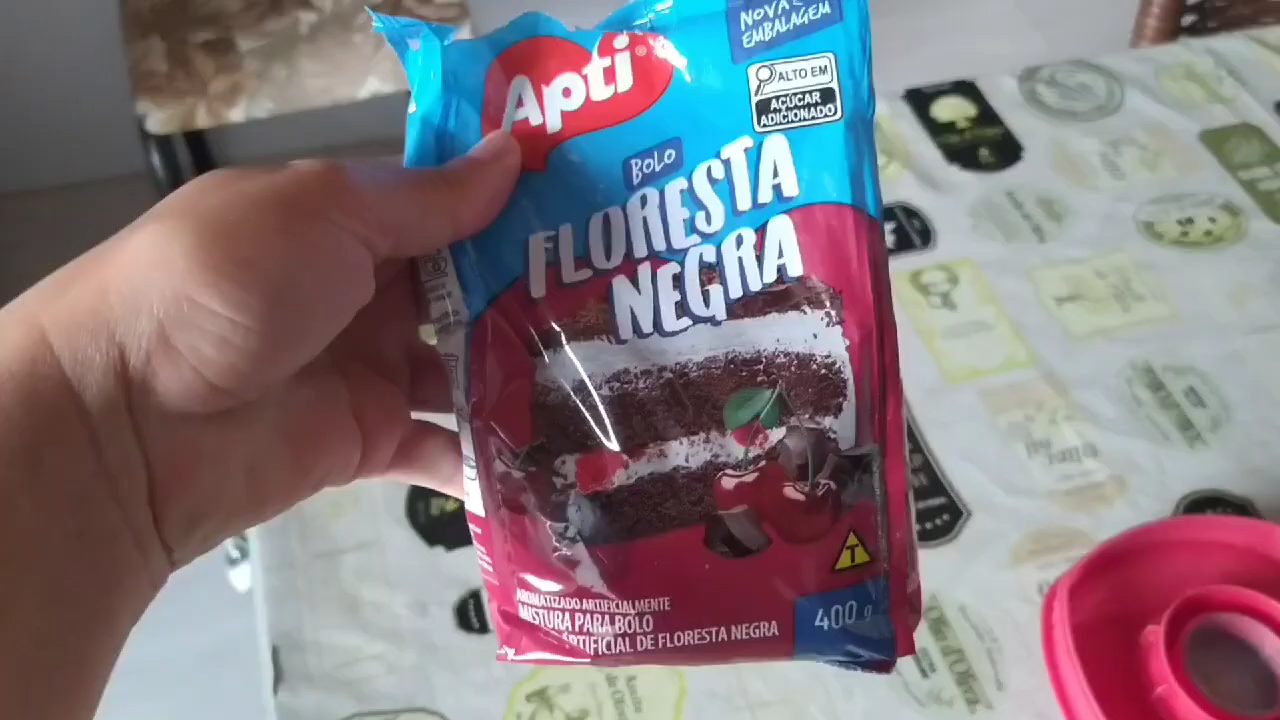 Apti
NOVA
EMBALAGEM
ALTO EM
AÇÚCAR
ADICIONADO
BOLO
FLORESTA
NEGRA
T
AROMATIZADO ARTIFICIALMENTE
MISTURA PARA BOLO
ARTIFICIAL DE FLORESTA NEGRA
400 g